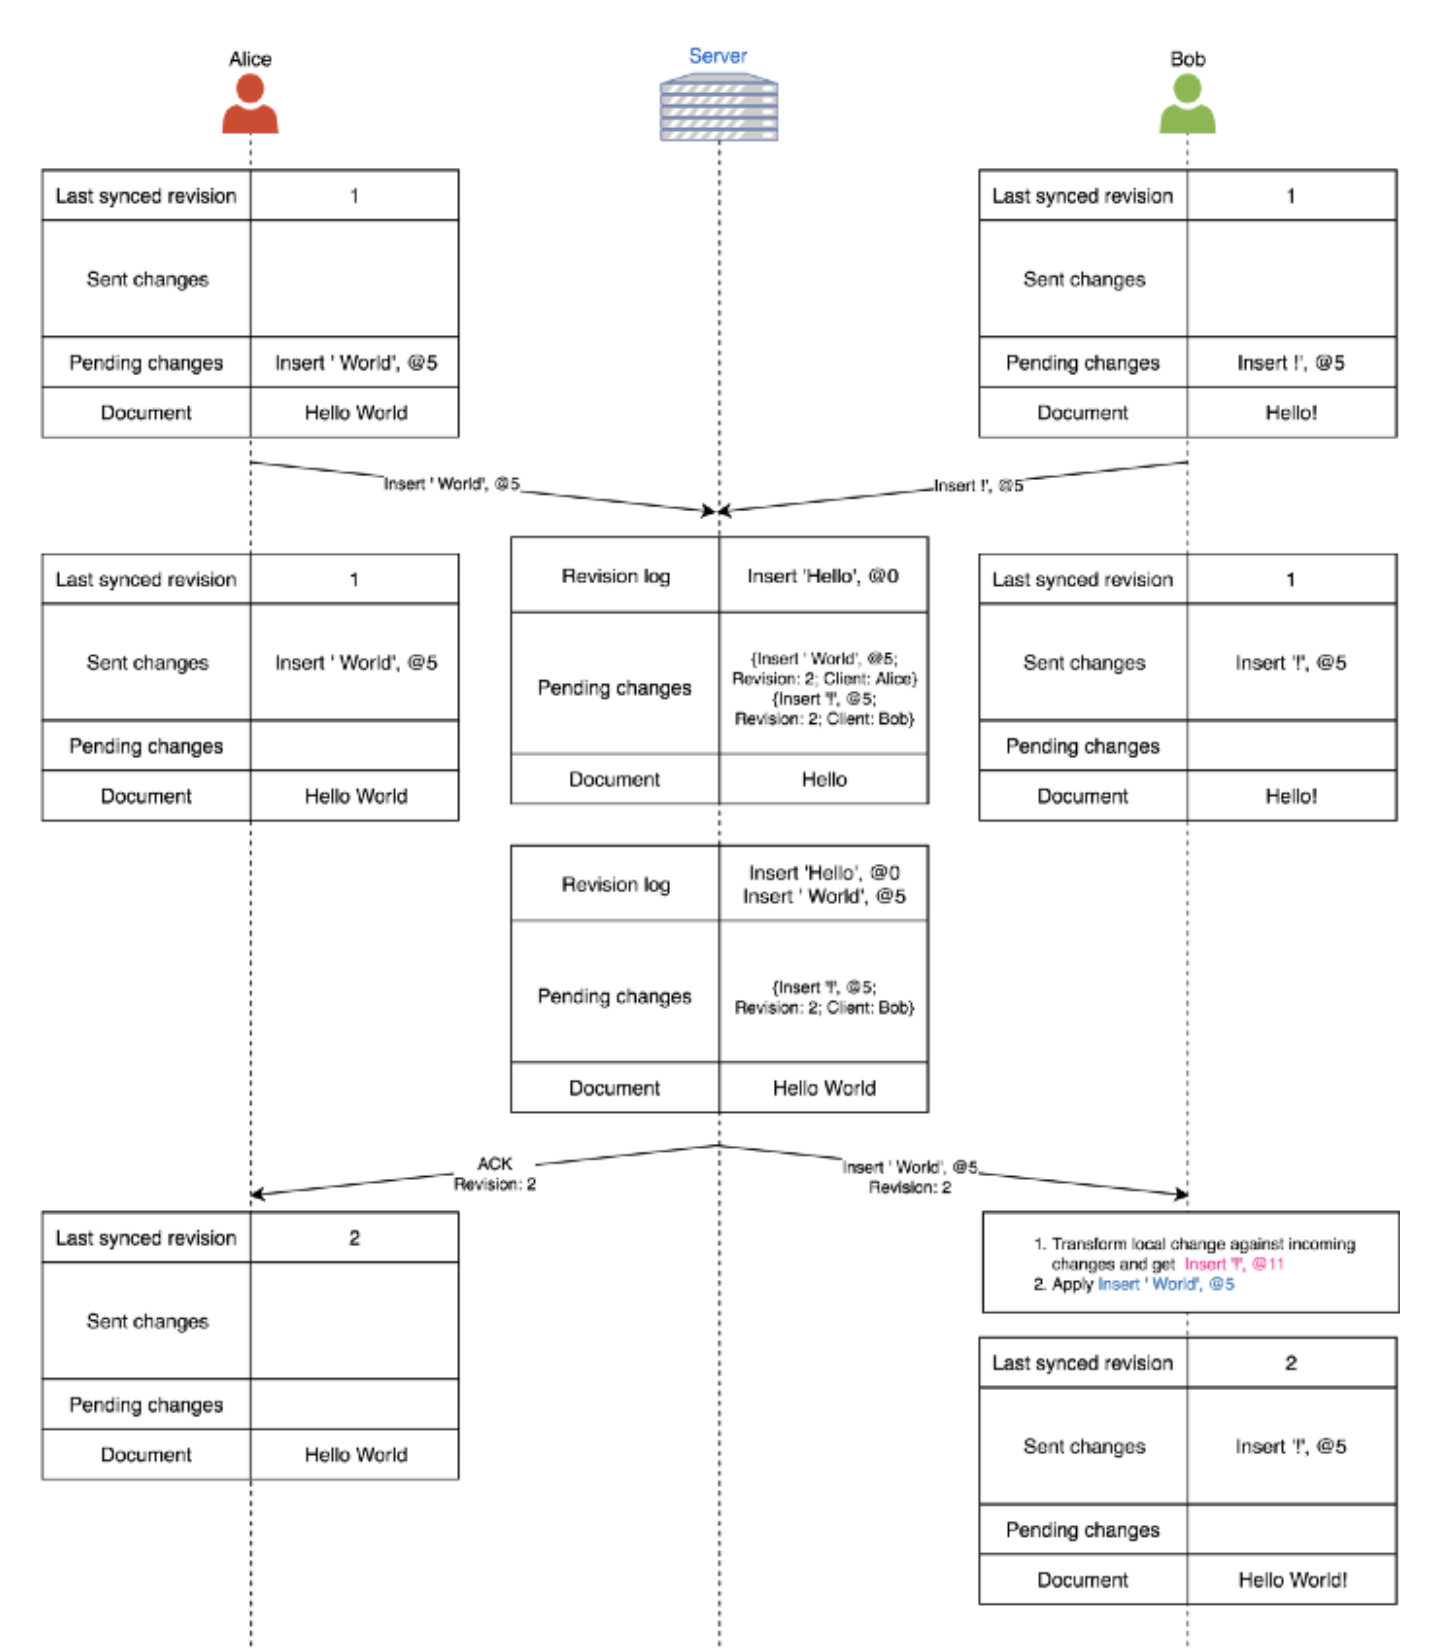 Alice
Server
Bob
Last synced revision 1
Sent changes
Pending changes Insert ' World', @5
Document Hello World
Last synced revision 1
Sent changes
Pending changes Insert !', @5
Document Hello!
Insert ' World', @5
Insert !', @5
Last synced revision 1
Sent changes Insert ' World', @5
Pending changes
Document Hello World
Revision log Insert 'Hello', @0
Pending changes
{Insert ' World', @5;
Revision: 2; Client: Alice}
{Insert '!', @5;
Revision: 2; Client: Bob}
Document Hello
Last synced revision 1
Sent changes Insert '!', @5
Pending changes
Document Hello!
Revision log
Insert 'Hello', @0
Insert ' World', @5
Pending changes
{Insert '!', @5;
Revision: 2; Client: Bob}
Document Hello World
ACK
Revision: 2
Insert ' World', @5
Revision: 2
Last synced revision 2
Sent changes
Pending changes
Document Hello World
1. Transform local change against incoming
changes and get Insert '!', @11
2. Apply Insert ' World', @5
Last synced revision 2
Sent changes Insert '!', @5
Pending changes
Document Hello World!